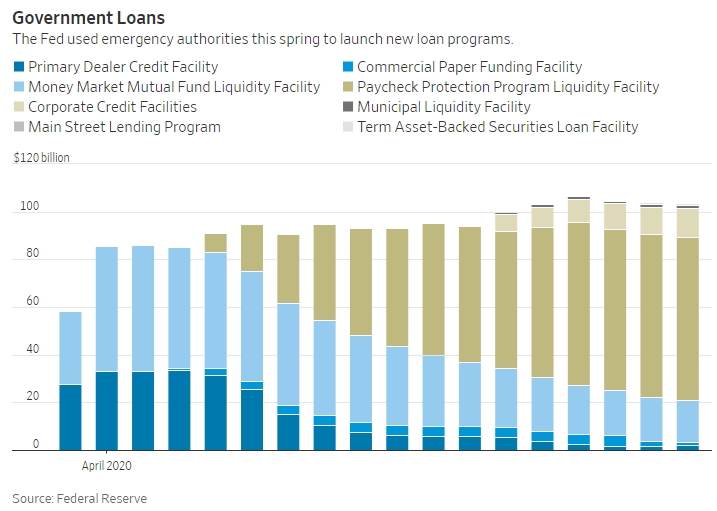 Government Loans
The Fed used emergency authorities this spring to launch new loan programs.
Primary Dealer Credit Facility
Commercial Paper Funding Facility
Money Market Mutual Fund Liquidity Facility
Paycheck Protection Program Liquidity Facility
Corporate Credit Facilities
Municipal Liquidity Facility
Main Street Lending Program
Term Asset-Backed Securities Loan Facility
$120 billion
100
80
60
40
20
0
April 2020
Source: Federal Reserve